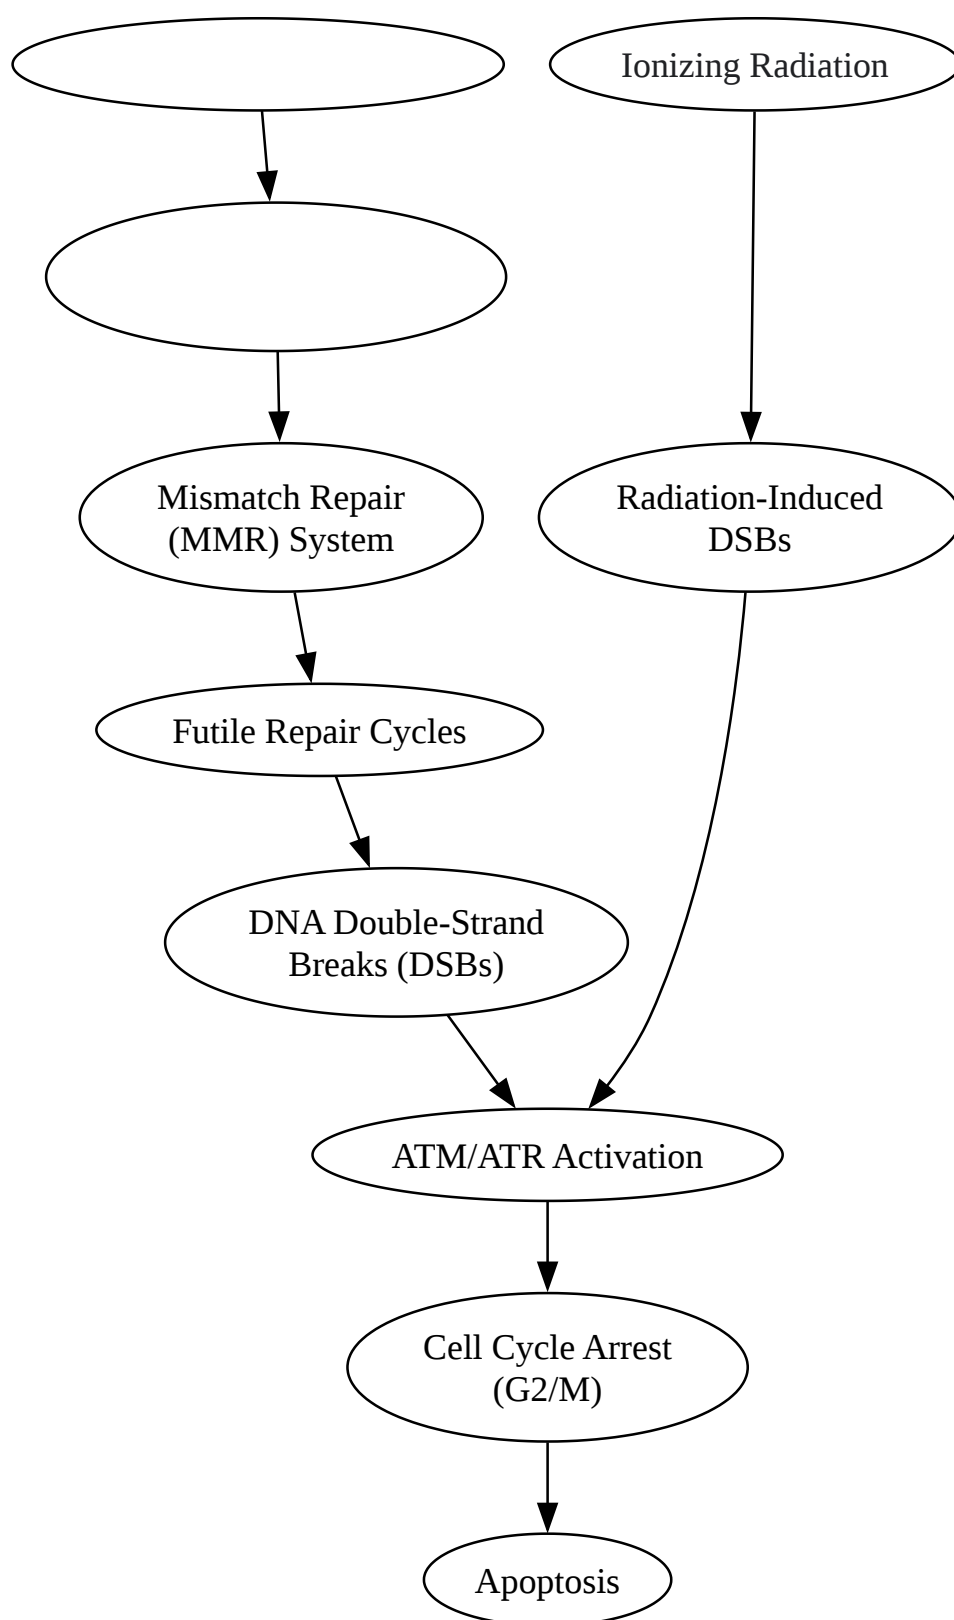 Ionizing Radiation
Mismatch Repair
(MMR) System
Radiation-Induced
DSBs
Futile Repair Cycles
DNA Double-Strand
Breaks (DSBs)
ATM/ATR Activation
Cell Cycle Arrest
(G2/M)
Apoptosis